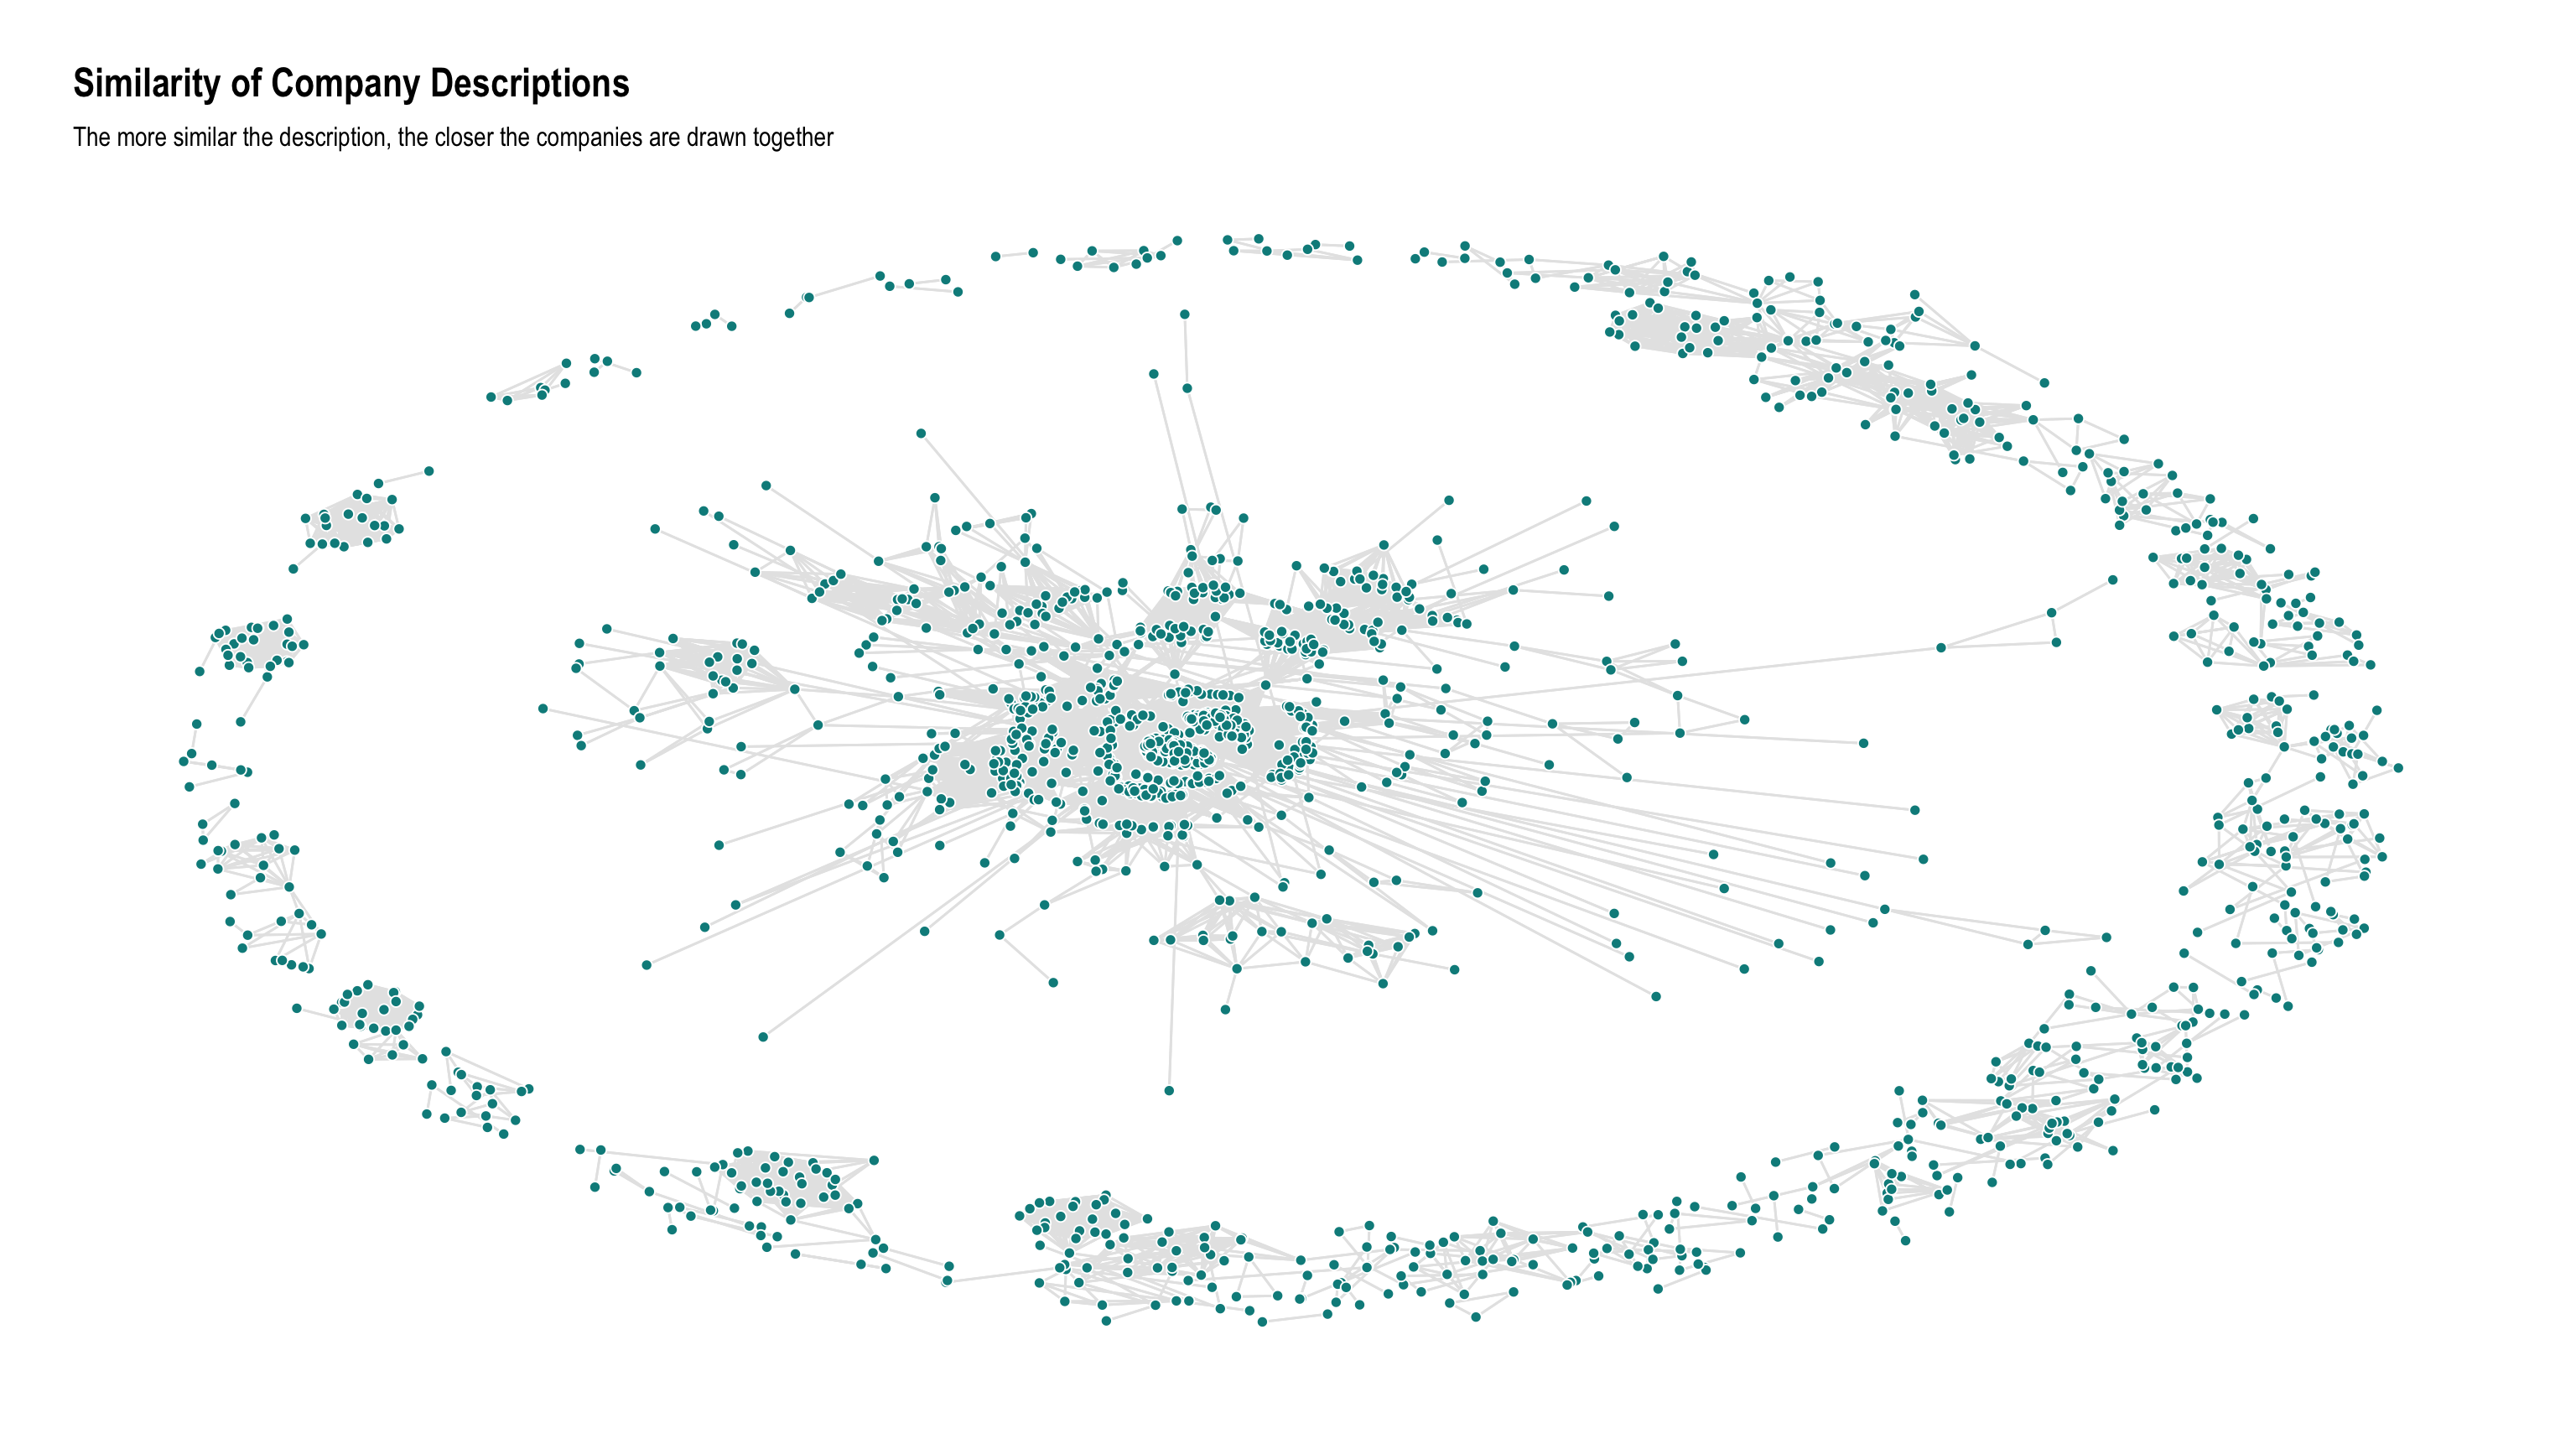 Similarity of Company Descriptions
The more similar the description, the closer the companies are drawn together